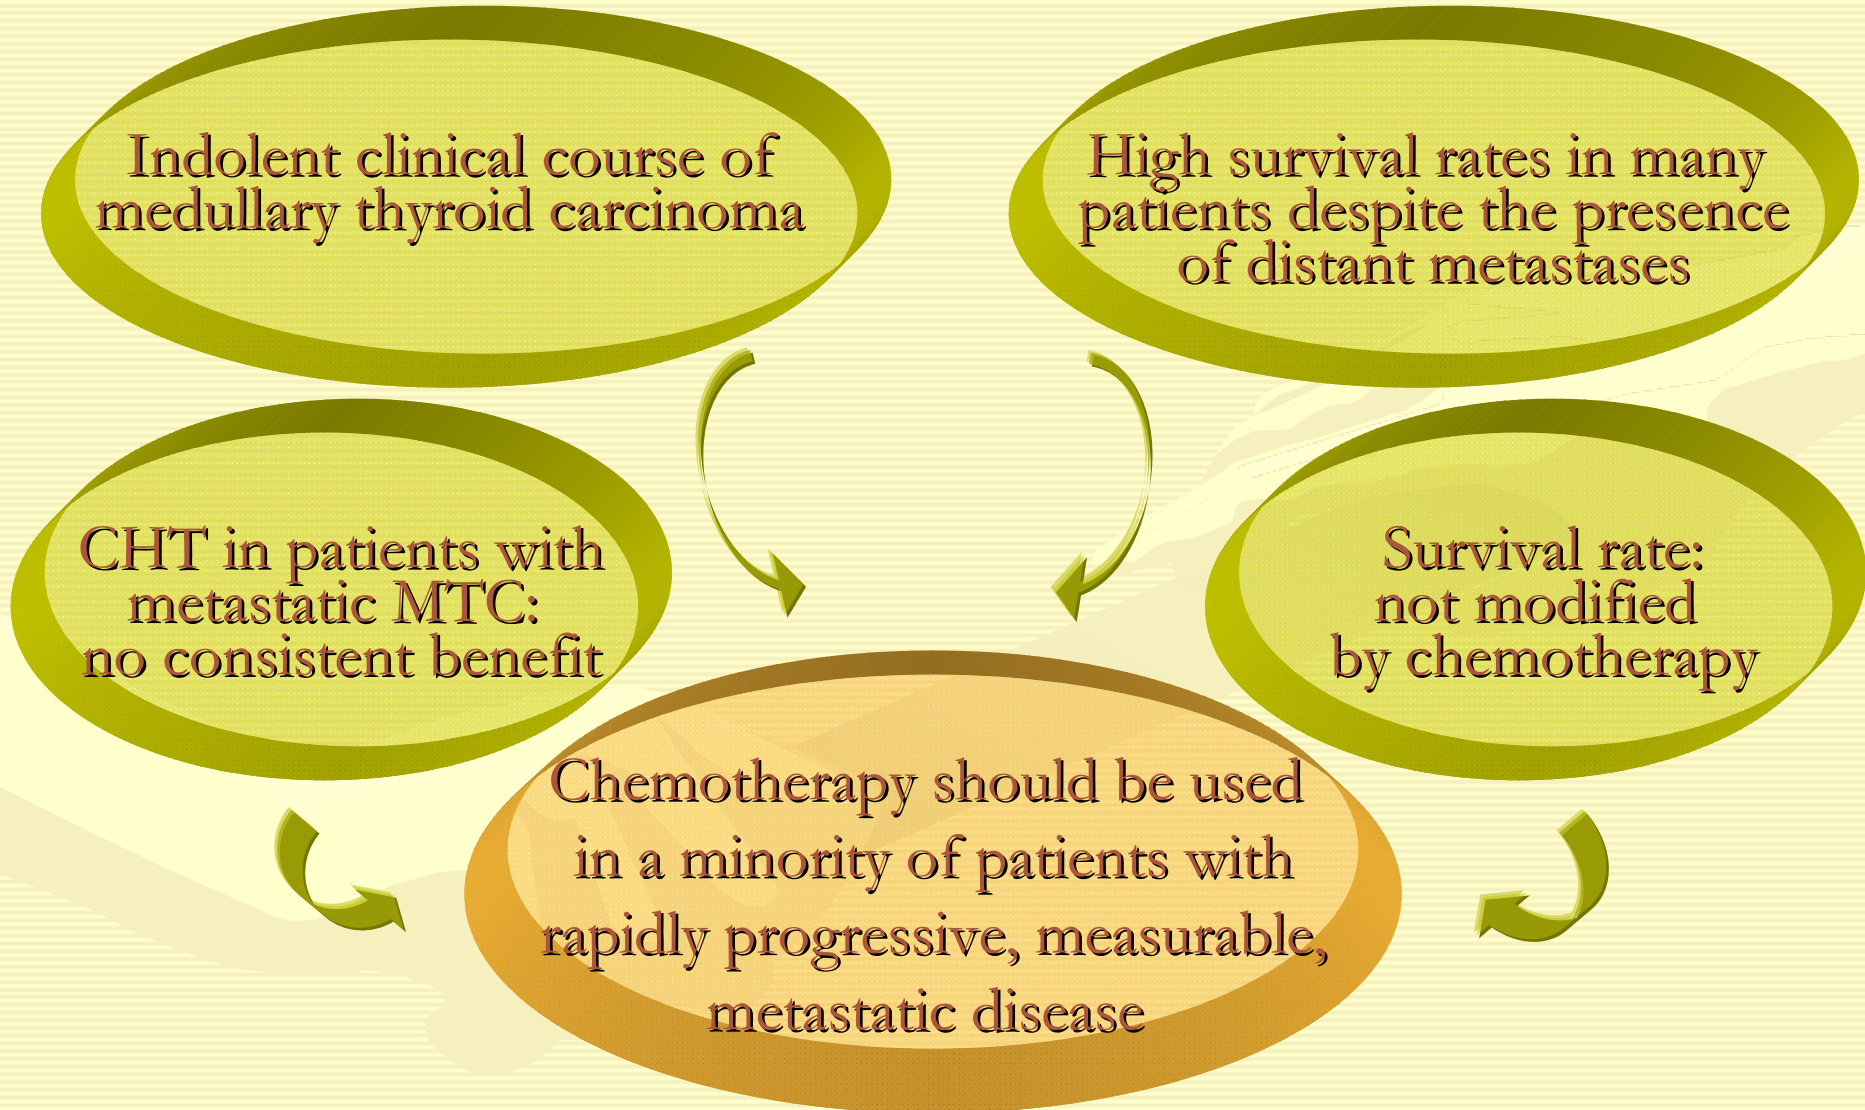 Indolent clinical course of
medullary thyroid carcinoma
High survival rates in many
patients despite the presence
of distant metastases
CHT in patients with
metastatic MTC:
no consistent benefit
Survival rate:
not modified
by chemotherapy
Chemotherapy should be used
in a minority of patients with
rapidly progressive, measurable,
metastatic disease